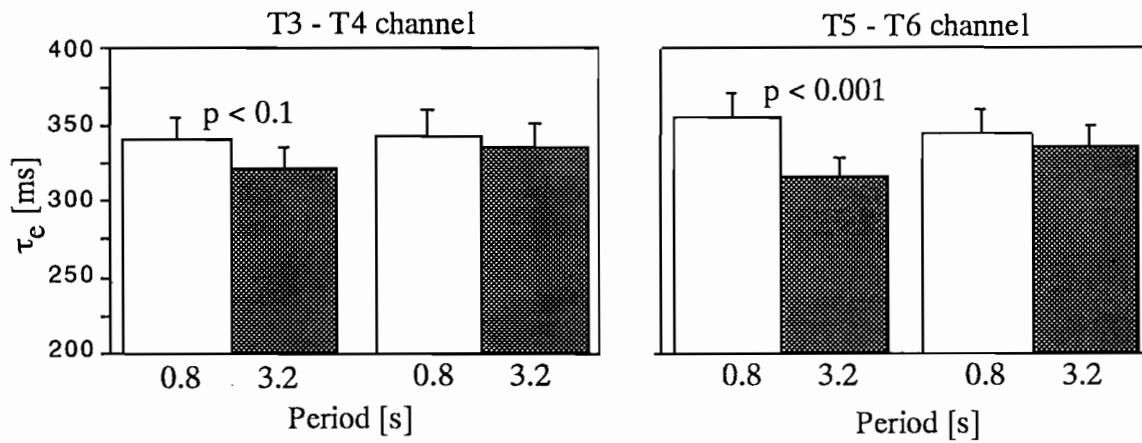 T3 - T4 channel
T5 - T6 channel
400
350
300
250
200
τe [ms]
p < 0.1
p < 0.001
0.8 3.2 0.8 3.2
0.8 3.2 0.8 3.2
Period [s]
Period [s]